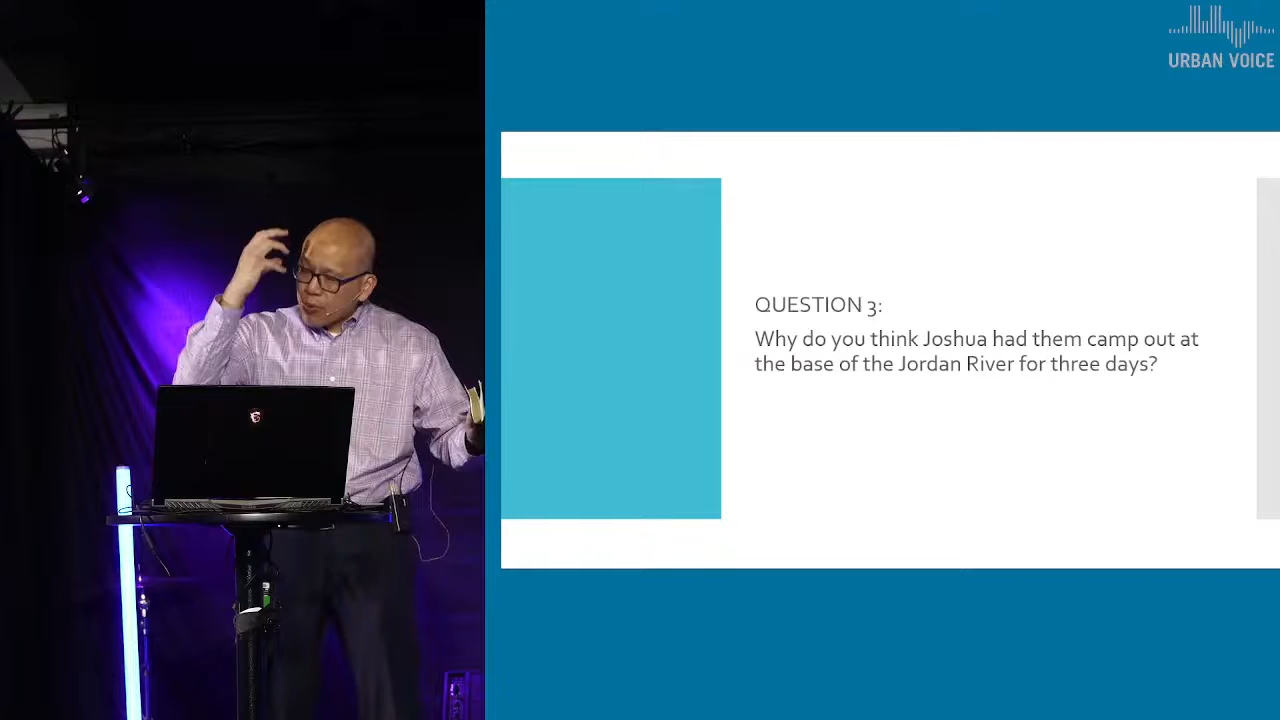 URBAN VOICE
QUESTION 3:
Why do you think Joshua had them camp out at
the base of the Jordan River for three days?